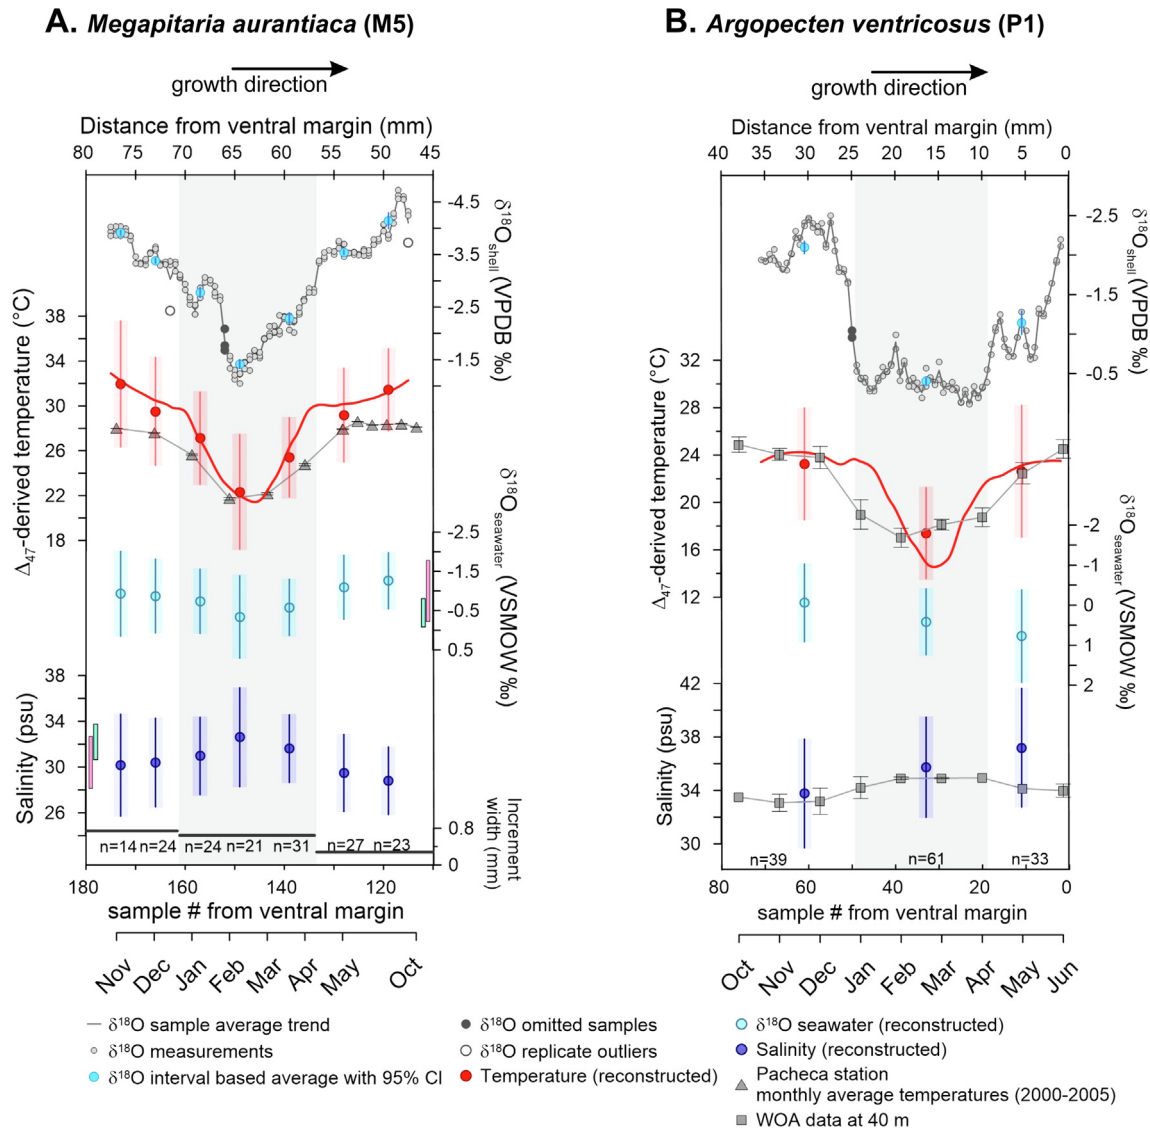 A. Megapitaria aurantiaca (M5)
growth direction
Distance from ventral margin (mm)
80 75 70 65 60 55 50 45
-4.5
-3.5
-2.5
-1.5
δ18Oshell (VPDB ‰)
38
34
30
26
22
18
Δ47-derived temperature (°C)
-2.5
-1.5
-0.5
0.5
δ18Oseawater (VSMOW ‰)
38
34
30
26
Salinity (psu)
0.8
0
Increment
width (mm)
n=14 n=24 n=24 n=21 n=31 n=27 n=23
180 160 140 120
sample # from ventral margin
Nov Dec Jan Feb Mar Apr May Oct
B. Argopecten ventricosus (P1)
growth direction
Distance from ventral margin (mm)
40 35 30 25 20 15 10 5 0
-2.5
-1.5
-0.5
δ18Oshell (VPDB ‰)
32
28
24
20
16
12
Δ47-derived temperature (°C)
-2
-1
0
1
2
δ18Oseawater (VSMOW ‰)
42
38
34
30
Salinity (psu)
n=39 n=61 n=33
80 60 40 20 0
sample # from ventral margin
Oct Nov Dec Jan Feb Mar Apr May Jun
δ18O sample average trend
δ18O measurements
δ18O interval based average with 95% CI
δ18O omitted samples
δ18O replicate outliers
Temperature (reconstructed)
δ18O seawater (reconstructed)
Salinity (reconstructed)
Pacheca station
monthly average temperatures (2000-2005)
WOA data at 40 m